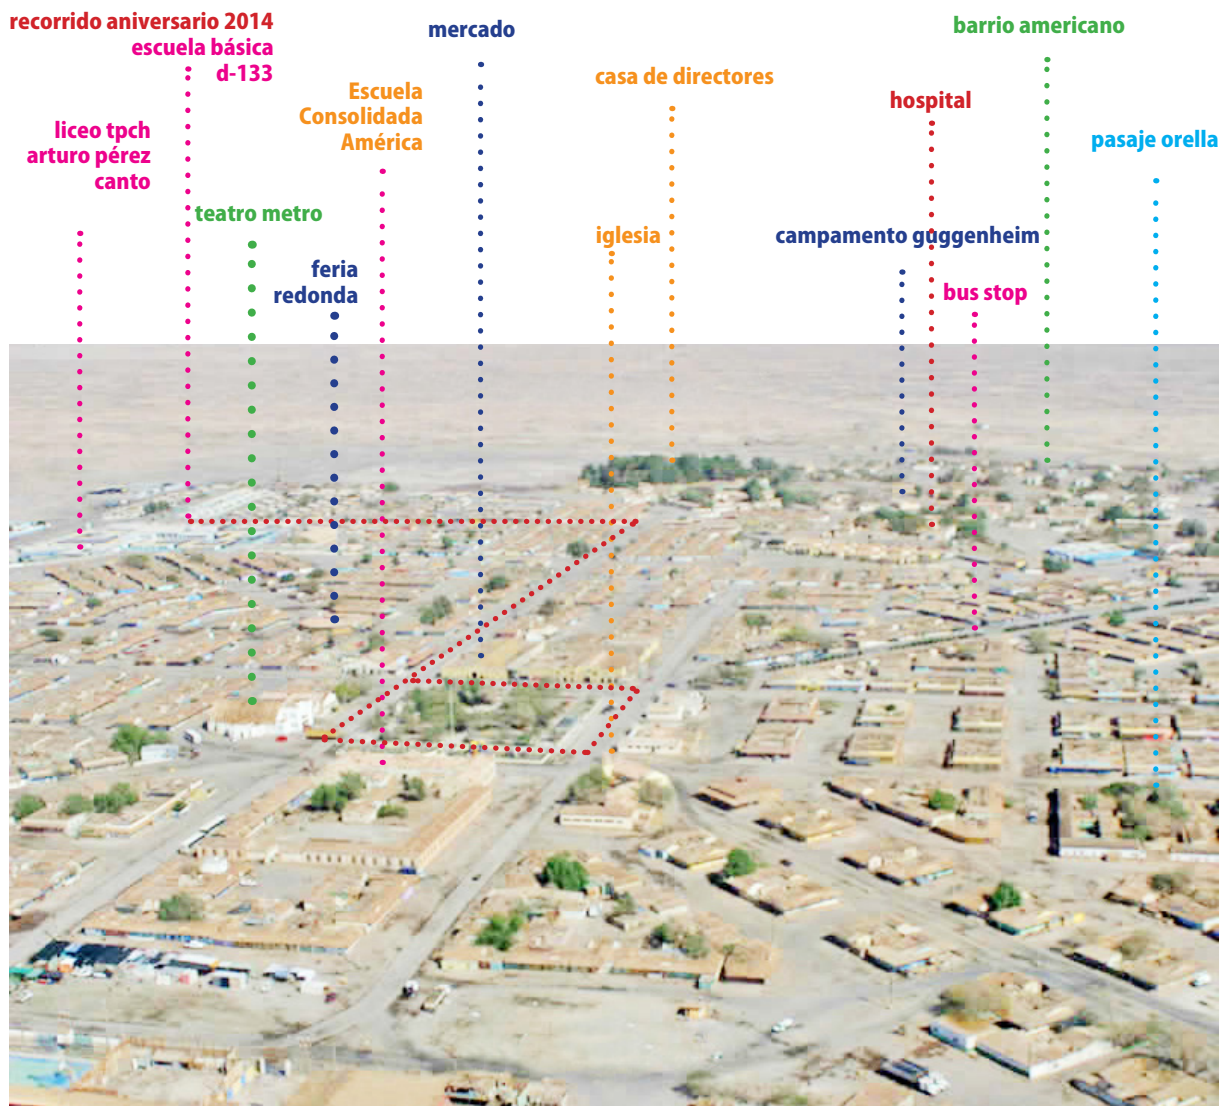 recorrido aniversario 2014
escuela básica
d-133
liceo tpch
arturo pérez
canto
teatro metro
feria
redonda
Escuela
Consolidada
América
mercado
casa de directores
iglesia
hospital
campamento guggenheim
bus stop
barrio americano
pasaje orella